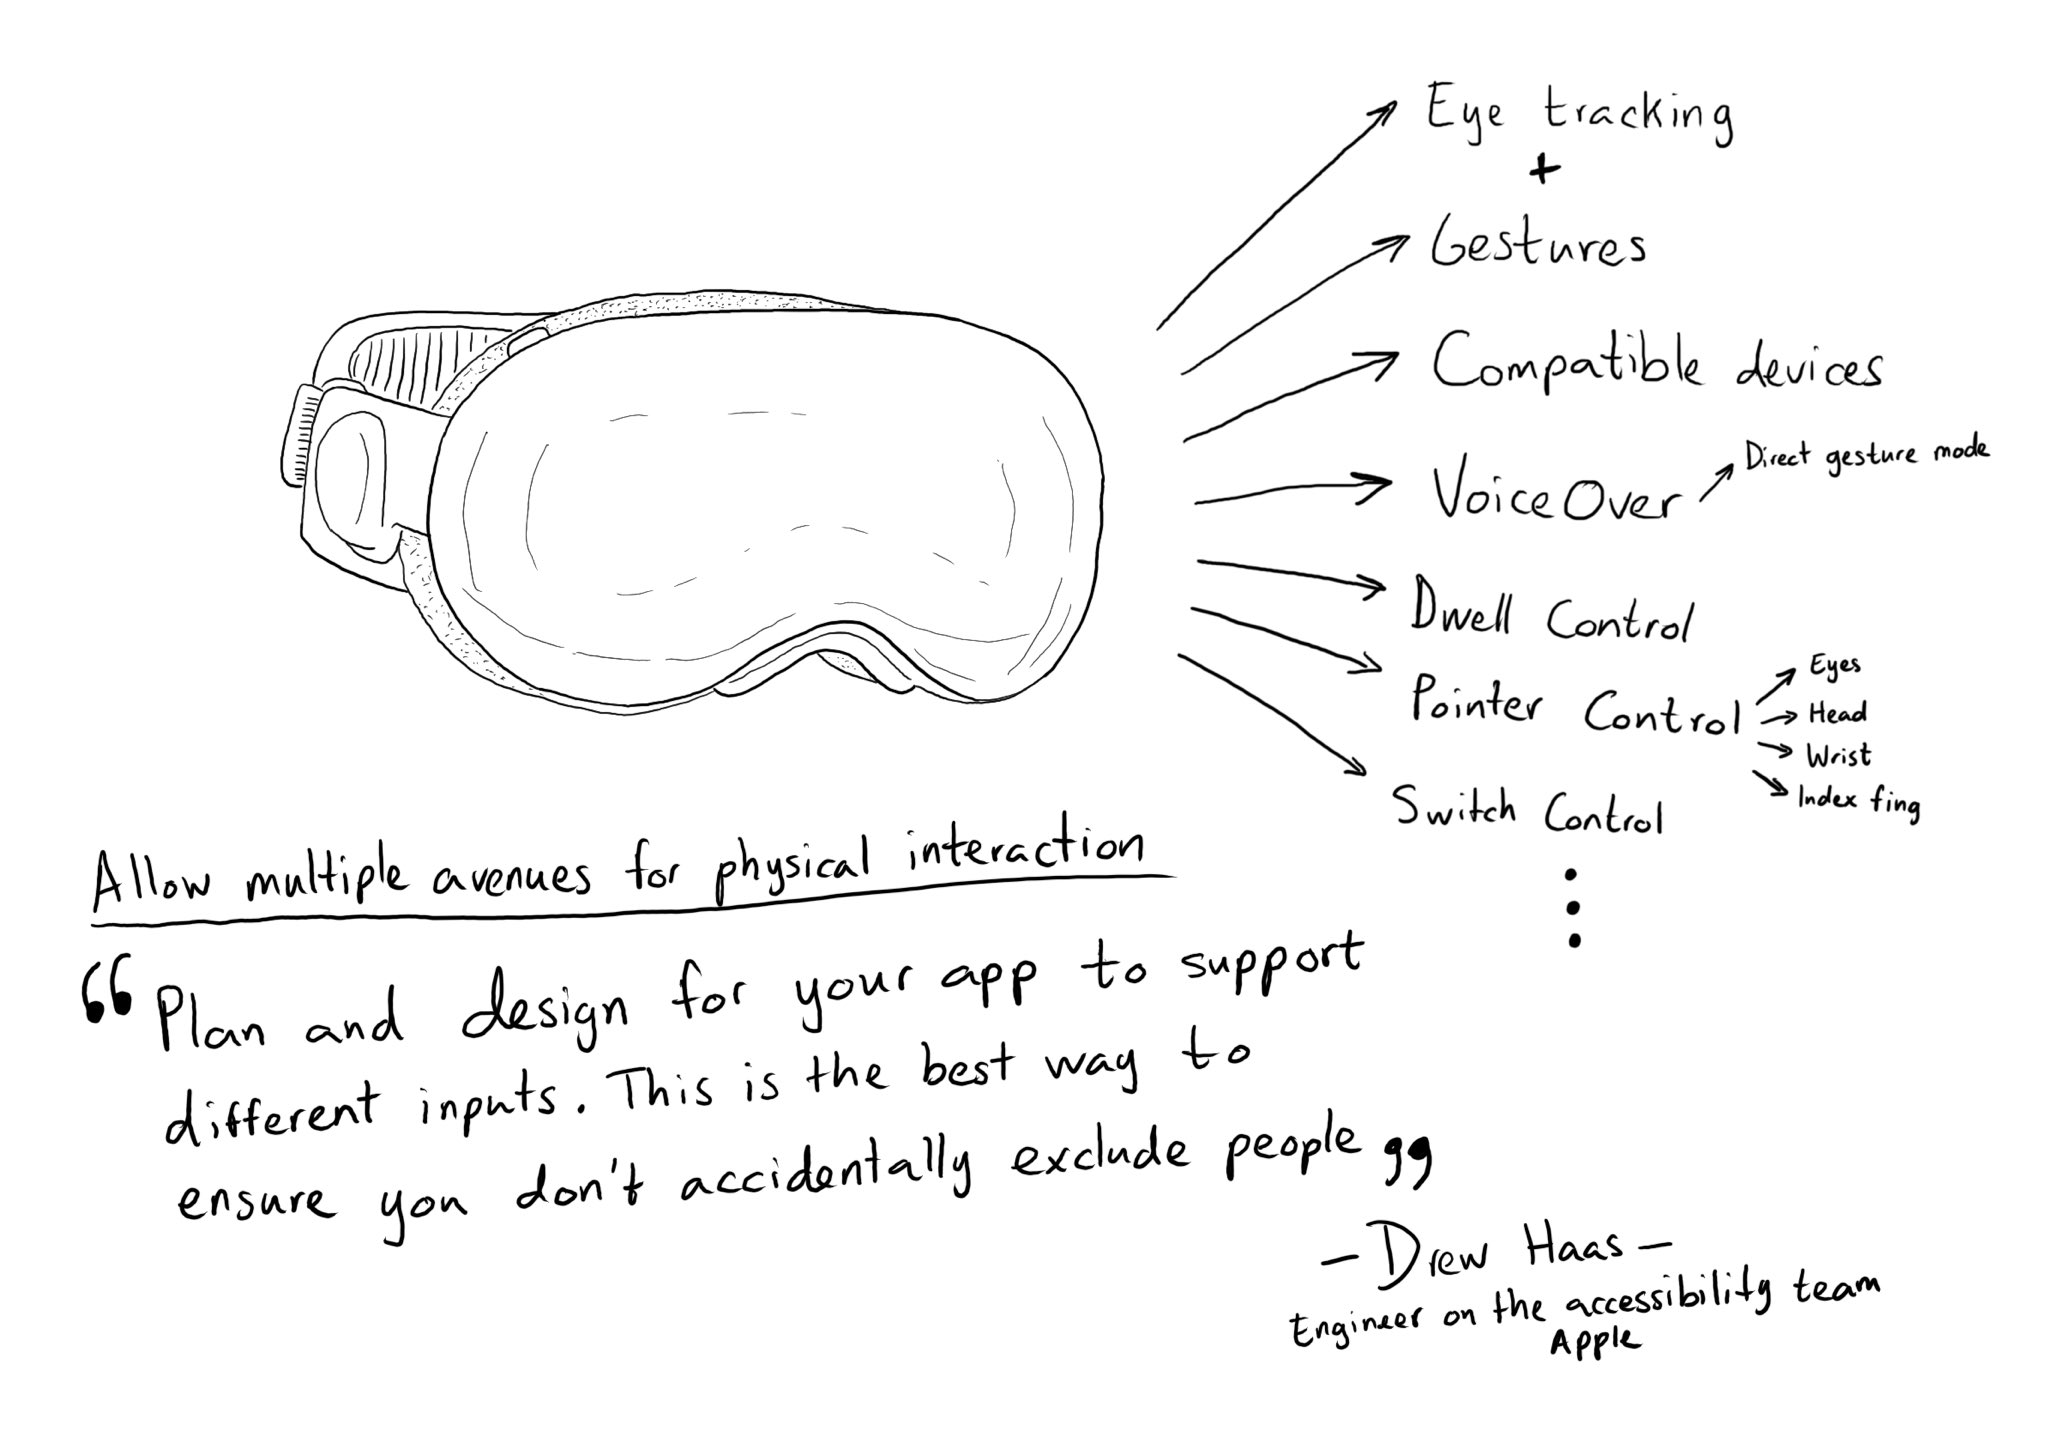 Eye tracking
+
Gestures
Compatible devices
VoiceOver
Direct gesture mode
Dwell Control
Pointer Control
Eyes
Head
Wrist
Index fing
Switch Control
Allow multiple avenues for physical interaction
“Plan and design for your app to support
different inputs. This is the best way to
ensure you don't accidentally exclude people”
– Drew Haas –
Engineer on the accessibility team
Apple